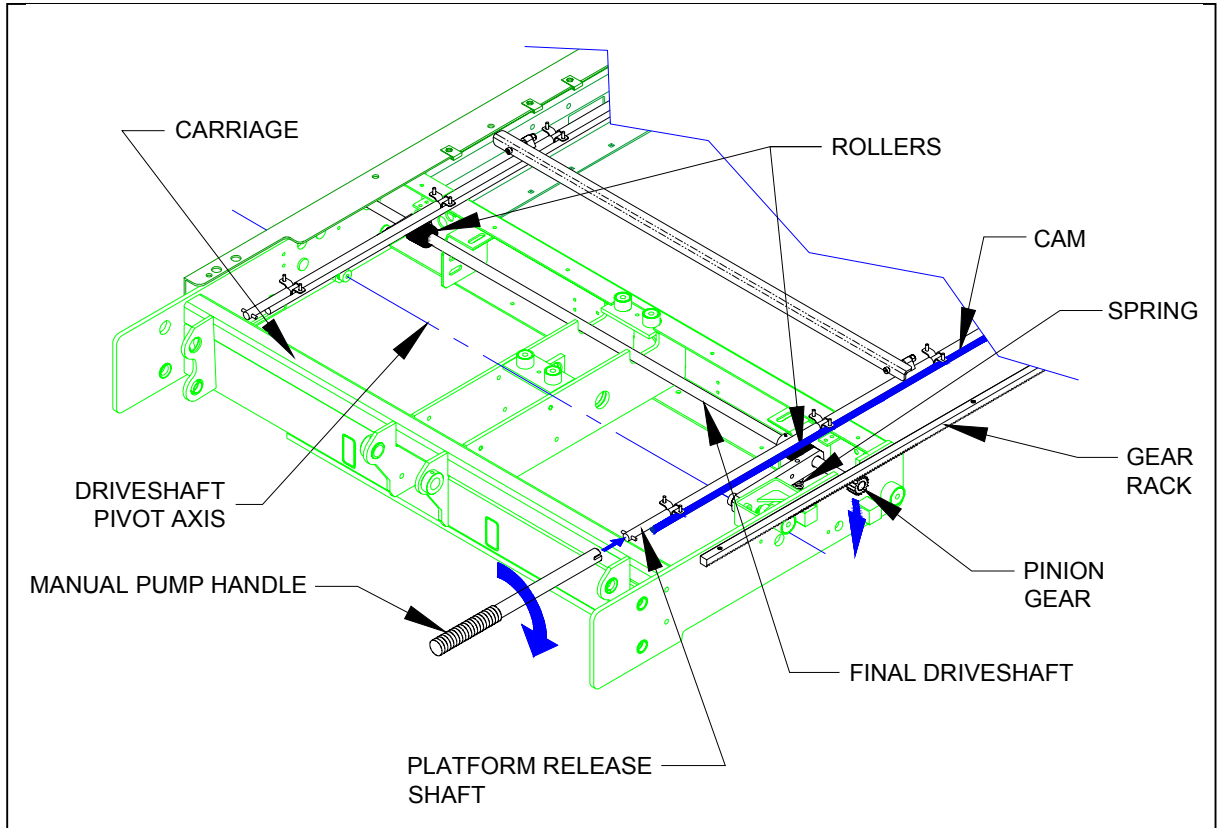 CARRIAGE
ROLLERS
CAM
SPRING
GEAR
RACK
DRIVESHAFT
PIVOT AXIS
MANUAL PUMP HANDLE
PINION
GEAR
FINAL DRIVESHAFT
PLATFORM RELEASE
SHAFT